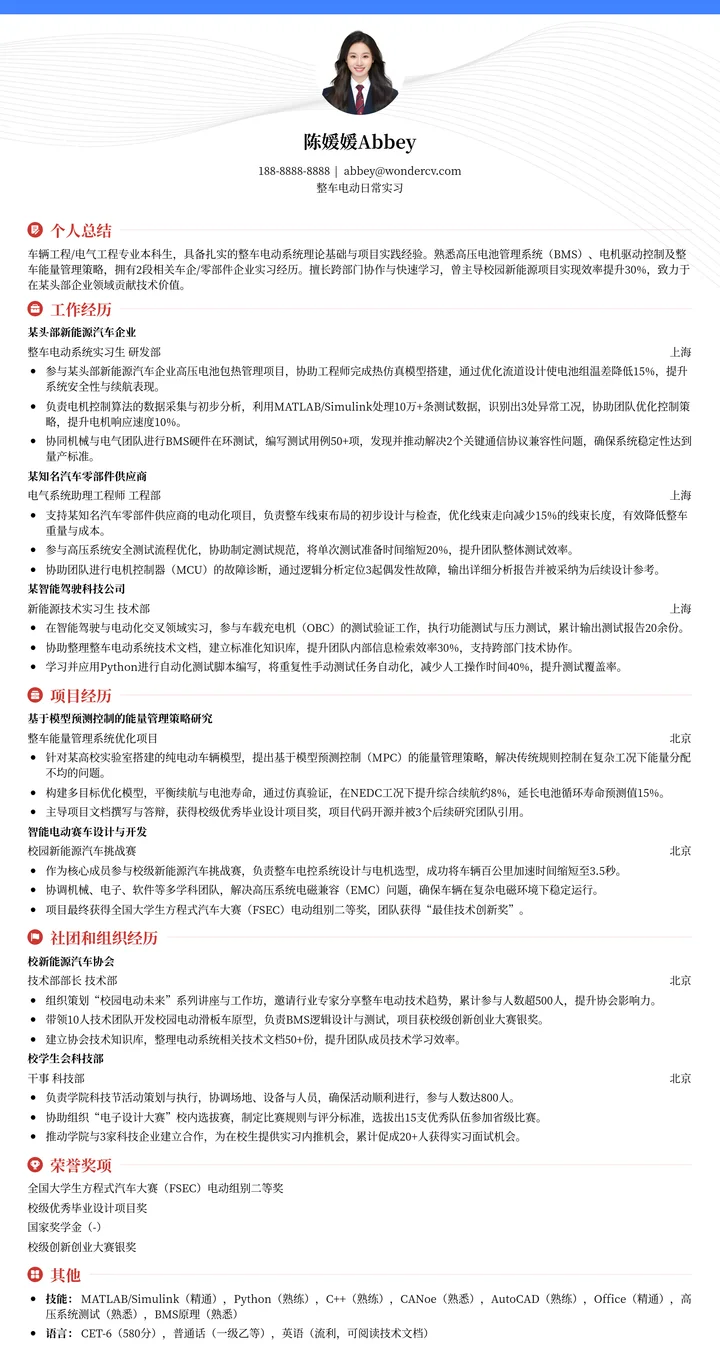 陈媛媛Abbey
188-8888-8888 | abbey@wondercv.com
整车电动日常实习
个人总结
车辆工程/电气工程专业本科生，具备扎实的整车电动系统理论基础与项目实践经验。熟悉高压电池管理系统（BMS）、电机驱动控制及整
车能量管理策略，拥有2段相关车企/零部件企业实习经历。擅长跨部门协作与快速学习，曾主导校园新能源项目实现效率提升30%，致力于
在某头部企业领域贡献技术价值。
工作经历
某头部新能源汽车企业
整车电动系统实习生 研发部 上海
• 参与某头部新能源汽车企业高压电池包热管理项目，协助工程师完成热仿真模型搭建，通过优化流道设计使电池组温差降低15%，提升
系统安全性与续航表现。
• 负责电机控制算法的数据采集与初步分析，利用MATLAB/Simulink处理10万+条测试数据，识别出3处异常工况，协助团队优化控制策
略，提升电机响应速度10%。
• 协同机械与电气团队进行BMS硬件在环测试，编写测试用例50+项，发现并推动解决2个关键通信协议兼容性问题，确保系统稳定性达到
量产标准。
某知名汽车零部件供应商
电气系统助理工程师 工程部 上海
• 支持某知名汽车零部件供应商的电动化项目，负责整车线束布局的初步设计与检查，优化线束走向减少15%的线束长度，有效降低整车
重量与成本。
• 参与高压系统安全测试流程优化，协助制定测试规范，将单次测试准备时间缩短20%，提升团队整体测试效率。
• 协助团队进行电机控制器（MCU）的故障诊断，通过逻辑分析定位3起偶发性故障，输出详细分析报告并被采纳为后续设计参考。
某智能驾驶科技公司
新能源技术实习生 技术部 上海
• 在智能驾驶与电动化交叉领域实习，参与车载充电机（OBC）的测试验证工作，执行功能测试与压力测试，累计输出测试报告20余份。
• 协助整理整车电动系统技术文档，建立标准化知识库，提升团队内部信息检索效率30%，支持跨部门技术协作。
• 学习并应用Python进行自动化测试脚本编写，将重复性手动测试任务自动化，减少人工操作时间40%，提升测试覆盖率。
项目经历
基于模型预测控制的能量管理策略研究
整车能量管理系统优化项目 北京
• 针对某高校实验室搭建的纯电动车辆模型，提出基于模型预测控制（MPC）的能量管理策略，解决传统规则控制在复杂工况下能量分配
不均的问题。
• 构建多目标优化模型，平衡续航与电池寿命，通过仿真验证，在NEDC工况下提升综合续航约8%，延长电池循环寿命预测值15%。
• 主导项目文档撰写与答辩，获得校级优秀毕业设计项目奖，项目代码开源并被3个后续研究团队引用。
智能电动赛车设计与开发
校园新能源汽车挑战赛 北京
• 作为核心成员参与校级新能源汽车挑战赛，负责整车电控系统设计与电机选型，成功将车辆百公里加速时间缩短至3.5秒。
• 协调机械、电子、软件等多学科团队，解决高压系统电磁兼容（EMC）问题，确保车辆在复杂电磁环境下稳定运行。
• 项目最终获得全国大学生方程式汽车大赛（FSEC）电动组别二等奖，团队获得“最佳技术创新奖”。
社团和组织经历
校新能源汽车协会
技术部部长 技术部 北京
• 组织策划“校园电动未来”系列讲座与工作坊，邀请行业专家分享整车电动技术趋势，累计参与人数超500人，提升协会影响力。
• 带领10人技术团队开发校园电动滑板车原型，负责BMS逻辑设计与测试，项目获校级创新创业大赛银奖。
• 建立协会技术知识库，整理电动系统相关技术文档50+份，提升团队成员技术学习效率。
校学生会科技部
干事 科技部 北京
• 负责学院科技节活动策划与执行，协调场地、设备与人员，确保活动顺利进行，参与人数达800人。
• 协助组织“电子设计大赛”校内选拔赛，制定比赛规则与评分标准，选拔出15支优秀队伍参加省级比赛。
• 推动学院与3家科技企业建立合作，为在校生提供实习内推机会，累计促成20+人获得实习面试机会。
荣誉奖项
全国大学生方程式汽车大赛（FSEC）电动组别二等奖
校级优秀毕业设计项目奖
国家奖学金（-）
校级创新创业大赛银奖
其他
• 技能： MATLAB/Simulink（精通）, Python（熟练）, C++（熟练）, CANoe（熟悉）, AutoCAD（熟练）, Office（精通）, 高
压系统测试（熟悉）, BMS原理（熟悉）
• 语言： CET-6（580分）, 普通话（一级乙等）, 英语（流利，可阅读技术文档）